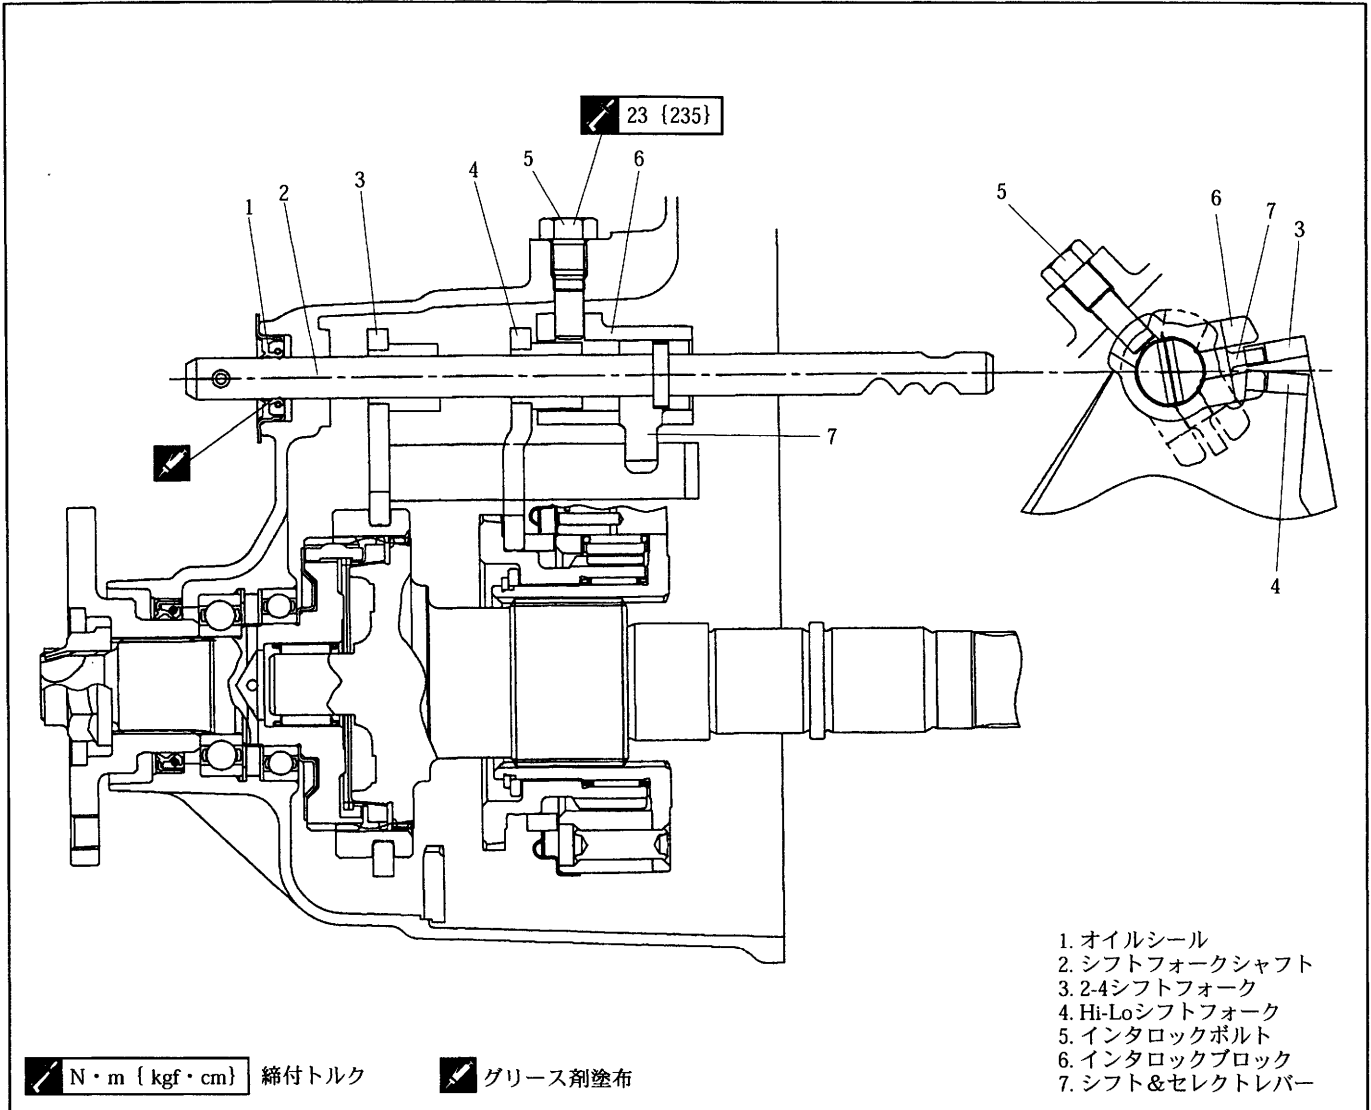 23 {235}
1
2
3
4
5
6
5
6
7
3
7
4
1. オイルシール
2. シフトフォークシャフト
3. 2-4シフトフォーク
4. Hi-Loシフトフォーク
5. インタロックボルト
6. インタロックブロック
7. シフト&セレクトレバー
N・m { kgf・cm} 締付トルク
グリース剤塗布